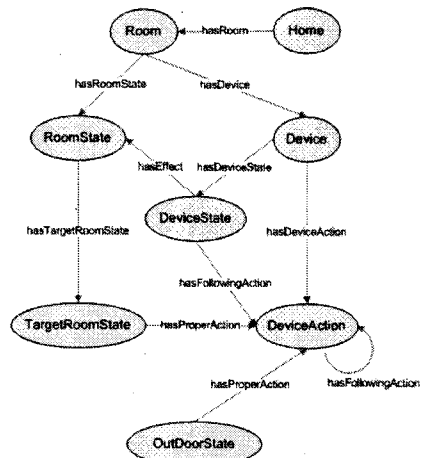 Room
hasRoom
Home
hasRoomState
hasDevice
RoomState
Device
hasEffect
hasDeviceState
DeviceState
hasTargetRoomState
hasDeviceAction
hasFollowingAction
TargetRoomState
hasProperAction
DeviceAction
hasProperAction
hasFollowingAction
OutDoorState